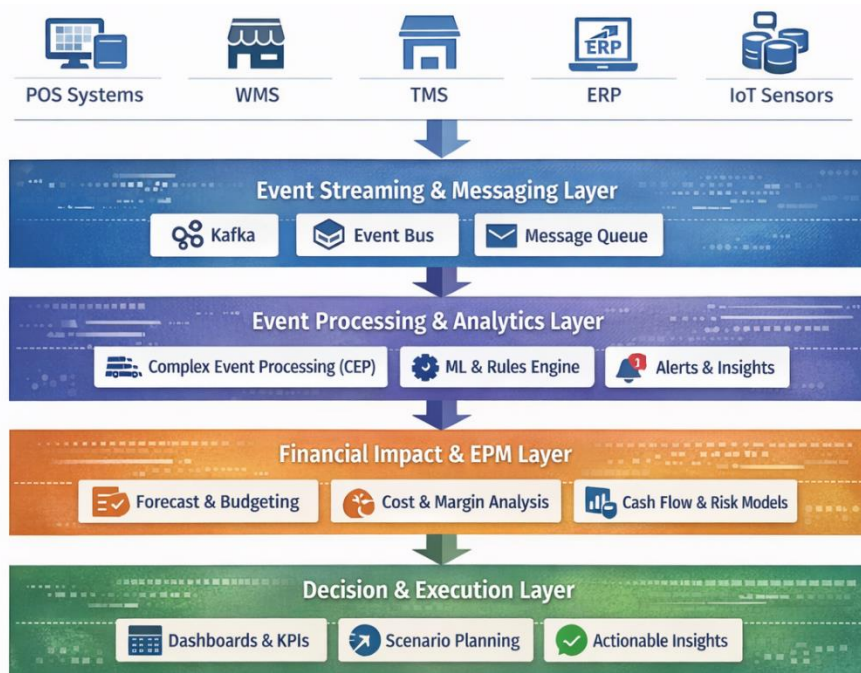 ERP
POS Systems
WMS
TMS
ERP
IoT Sensors
Event Streaming & Messaging Layer
Kafka
Event Bus
Message Queue
Event Processing & Analytics Layer
Complex Event Processing (CEP)
ML & Rules Engine
1
Alerts & Insights
Financial Impact & EPM Layer
Forecast & Budgeting
Cost & Margin Analysis
Cash Flow & Risk Models
Decision & Execution Layer
Dashboards & KPIs
Scenario Planning
Actionable Insights